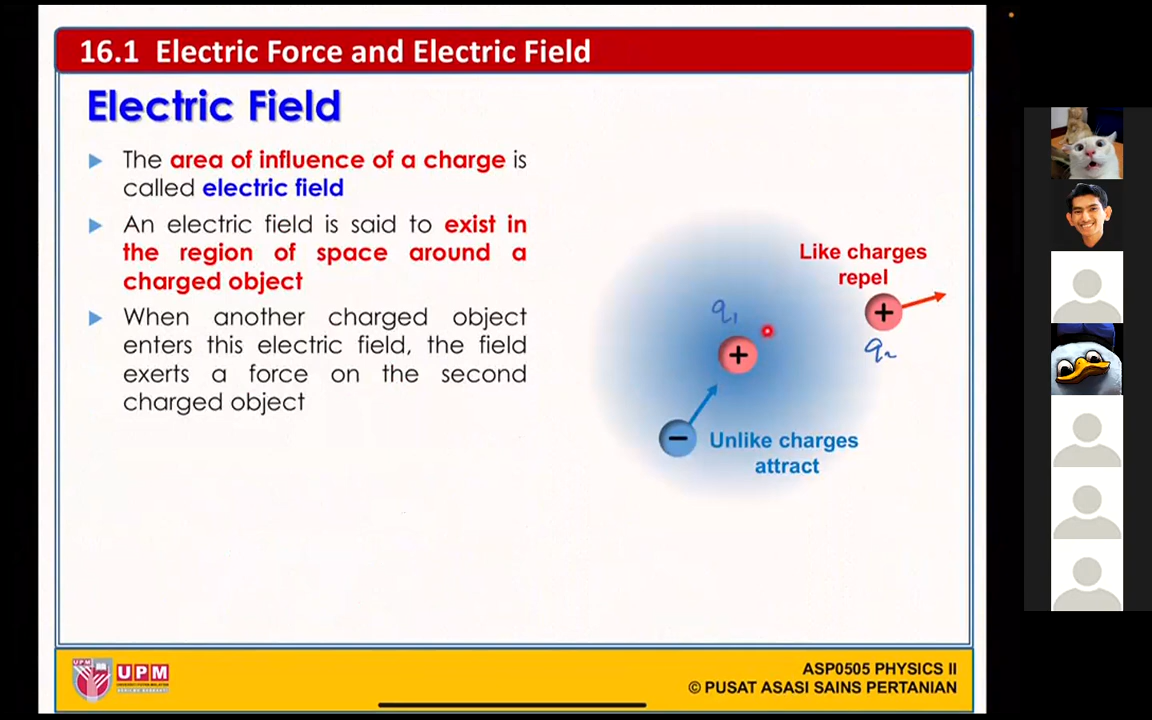 16.1 Electric Force and Electric Field
Electric Field
The area of influence of a charge is
called electric field
An electric field is said to exist in
the region of space around a
charged object
When another charged object
enters this electric field, the field
exerts a force on the second
charged object
Like charges
repel
q₁
+
+
q₂
−
Unlike charges
attract
UPM
UPM
ASP0505 PHYSICS II
© PUSAT ASASI SAINS PERTANIAN